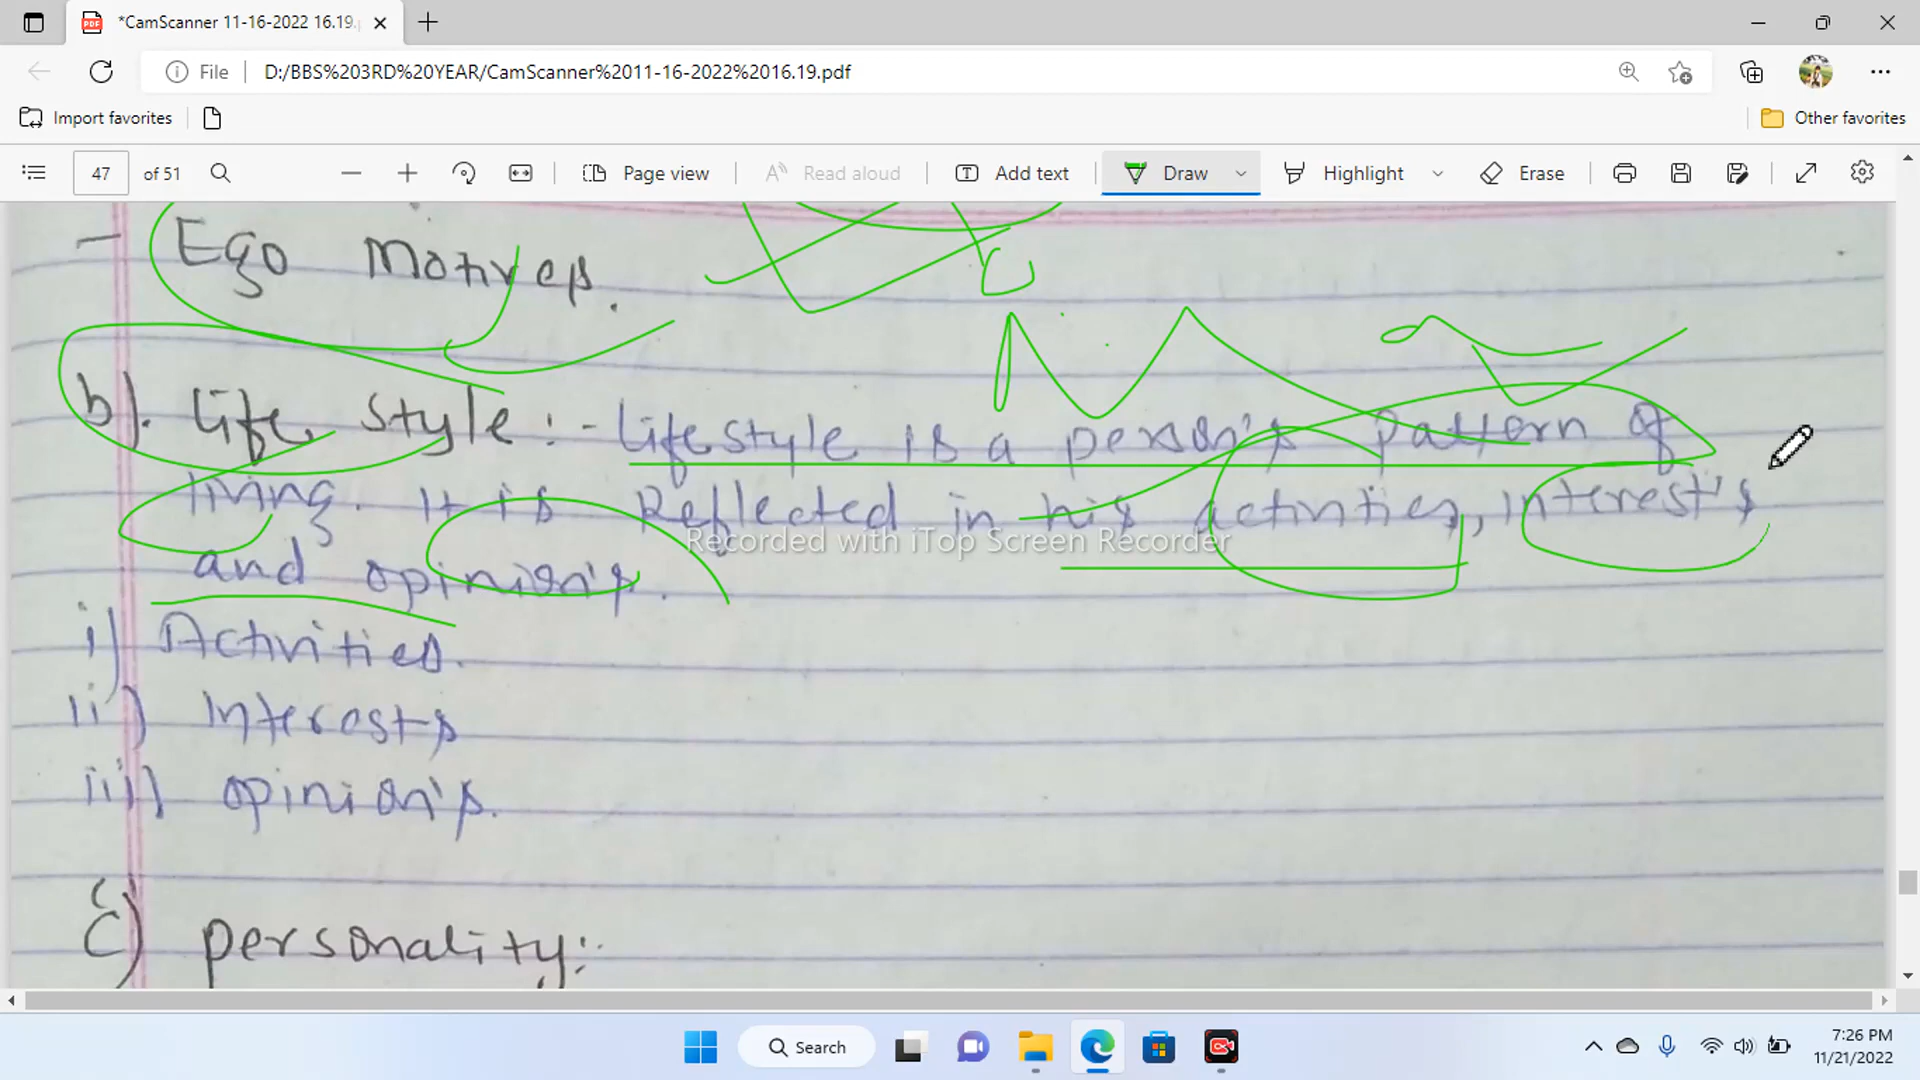 *CamScanner 11-16-2022 16.19.
File
D:/BBS%203RD%20YEAR/CamScanner%2011-16-2022%2016.19.pdf
Import favorites
Other favorites
47 of 51
Page view
Read aloud
Add text
Draw
Highlight
Erase
- Ego Motives.
b). Life Style :- Lifestyle is a person's pattern of
living. It is Reflected in his activities, interest's
and opinion's.
i) Activities.
ii) Interests
iii) opinion's.
c) personality:-
Recorded with iTop Screen Recorder
Search
7:26 PM
11/21/2022